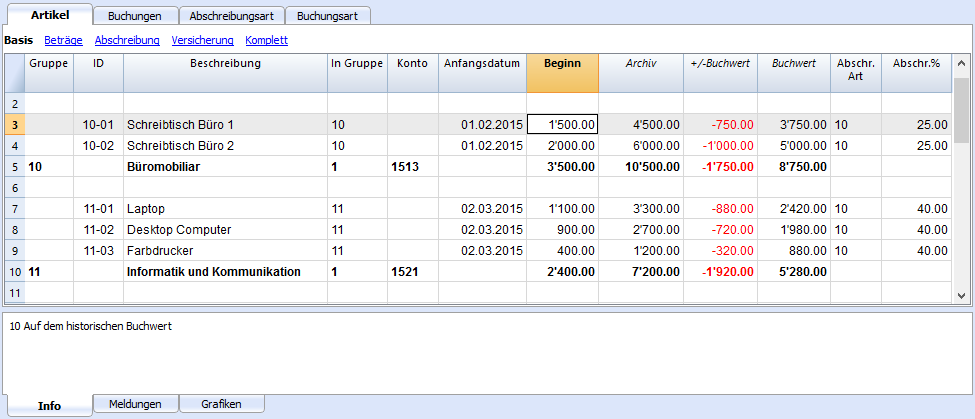 Artikel Buchungen Abschreibungsart Buchungsart
Basis Beträge Abschreibung Versicherung Komplett
Gruppe ID Beschreibung In Gruppe Konto Anfangsdatum Beginn Archiv +/-Buchwert Buchwert Abschr. Art Abschr.%
2
3 10-01 Schreibtisch Büro 1 10 01.02.2015 1'500.00 4'500.00 -750.00 3'750.00 10 25.00
4 10-02 Schreibtisch Büro 2 10 01.02.2015 2'000.00 6'000.00 -1'000.00 5'000.00 10 25.00
5 10 Büromobiliar 1 1513 3'500.00 10'500.00 -1'750.00 8'750.00
6
7 11-01 Laptop 11 02.03.2015 1'100.00 3'300.00 -880.00 2'420.00 10 40.00
8 11-02 Desktop Computer 11 02.03.2015 900.00 2'700.00 -720.00 1'980.00 10 40.00
9 11-03 Farbdrucker 11 02.03.2015 400.00 1'200.00 -320.00 880.00 10 40.00
10 11 Informatik und Kommunikation 1 1521 2'400.00 7'200.00 -1'920.00 5'280.00
11
10 Auf dem historischen Buchwert
Info Meldungen Grafiken